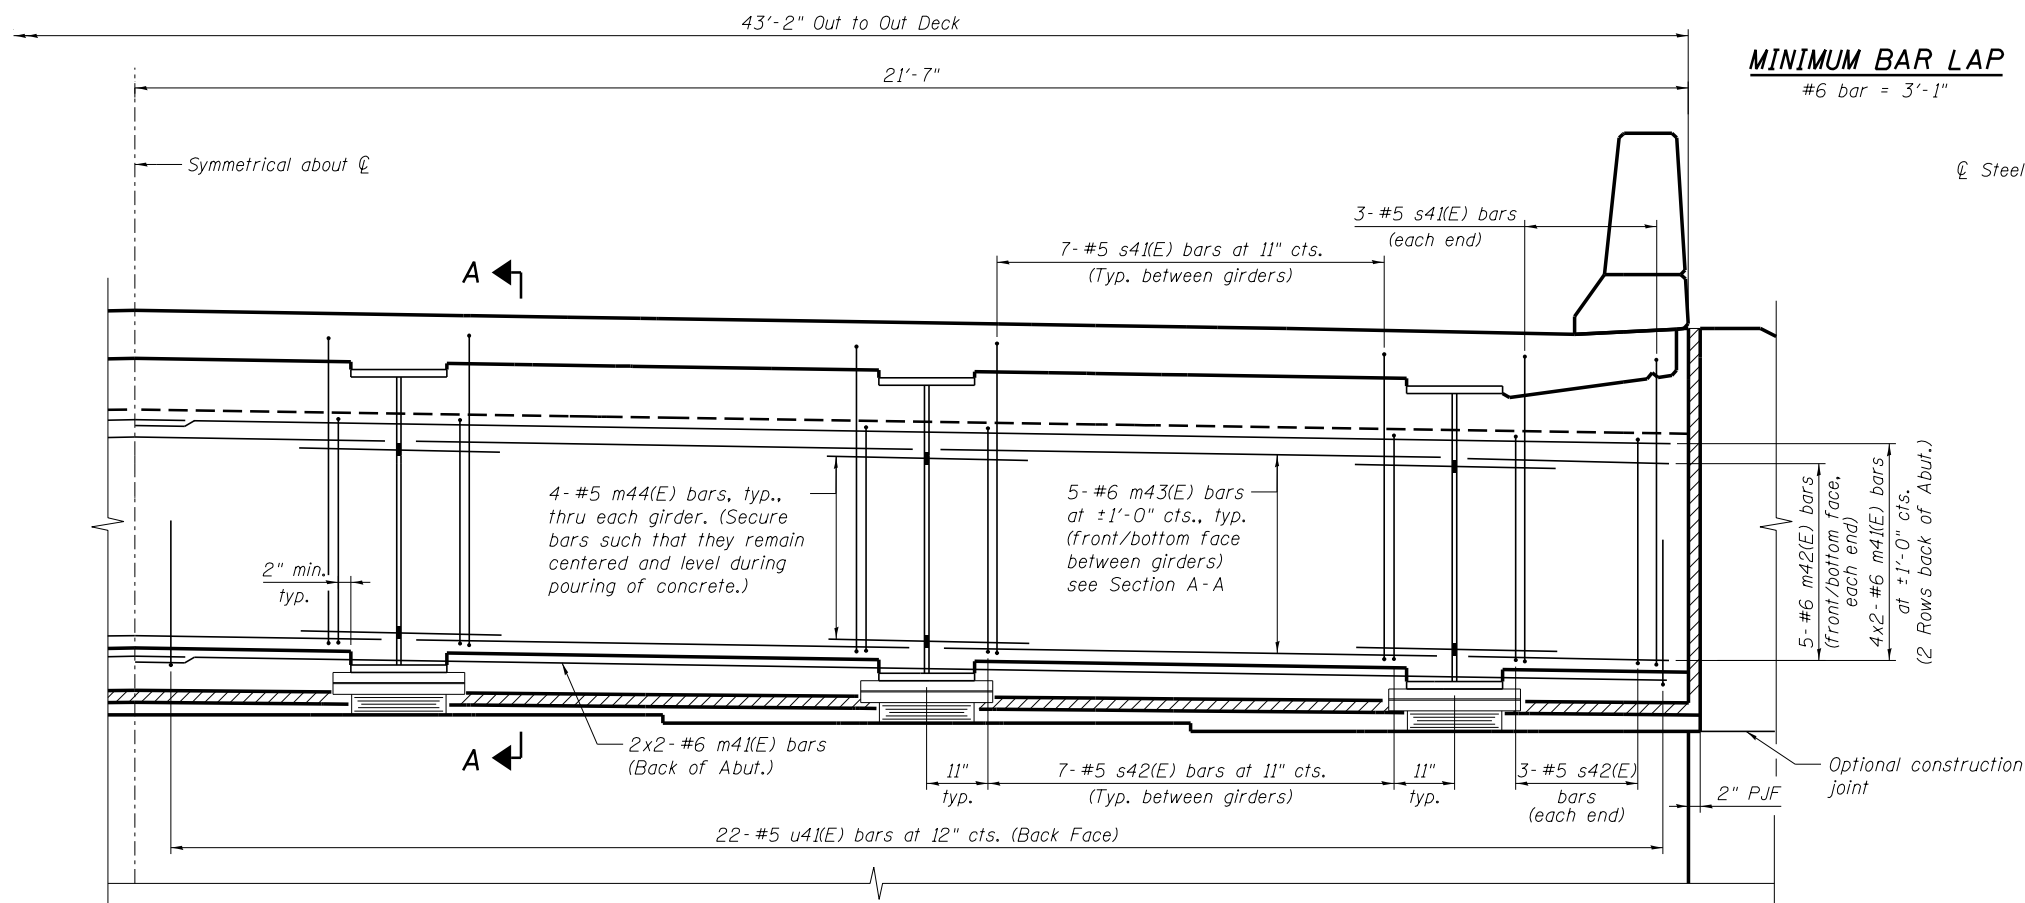 43'-2" Out to Out Deck
21'-7"
MINIMUM BAR LAP
#6 bar = 3'-1"
Symmetrical about ℄
℄ Steel
3-#5 s41(E) bars
(each end)
7-#5 s41(E) bars at 11" cts.
(Typ. between girders)
A
4-#5 m44(E) bars, typ.,
thru each girder. (Secure
bars such that they remain
centered and level during
pouring of concrete.)
5-#6 m43(E) bars
at ±1'-0" cts., typ.
(front/bottom face
between girders)
see Section A-A
2" min.
typ.
5-#6 m42(E) bars
(front/bottom face,
each end)
4x2-#6 m41(E) bars
at ±1'-0" cts.
(2 Rows back of Abut.)
A
2x2-#6 m41(E) bars
(Back of Abut.)
11"
typ.
7-#5 s42(E) bars at 11" cts.
(Typ. between girders)
11"
typ.
3-#5 s42(E)
bars
(each end)
2" PJF
Optional construction
joint
22-#5 u41(E) bars at 12" cts. (Back Face)